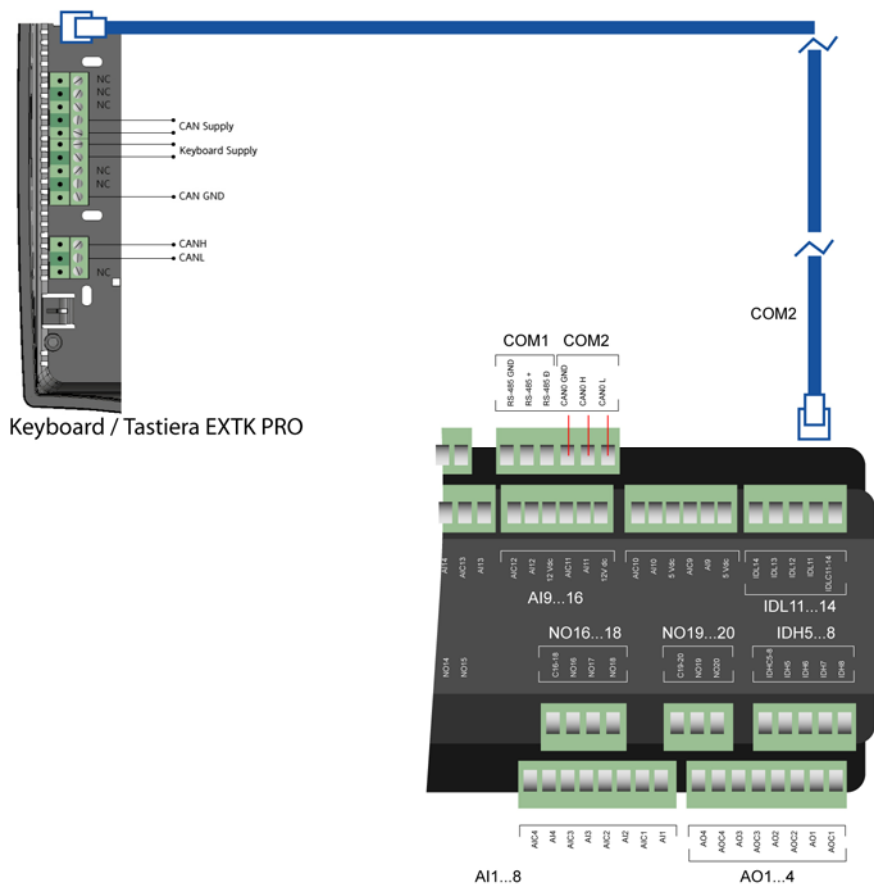 NC
NC
NC
CAN Supply
Keyboard Supply
NC
NC
CAN GND
CANH
CANL
NC
Keyboard / Tastiera EXTK PRO
COM2
COM1 COM2
RS-485 GND
RS-485 +
RS-485 Ð
CAN0 GND
CAN0 H
CAN0 L
AI14
AIC13
AI13
AIC12
AI12
12 Vdc
AIC11
AI11
12V dc
AIC10
AI10
5 Vdc
AIC9
AI9
5 Vdc
IDL14
IDL13
IDL12
IDL11
IDLC11-14
AI9...16
IDL11...14
NO16...18 NO19...20 IDH5...8
NO14
NO15
C16-18
NO16
NO17
NO18
C19-20
NO19
NO20
IDHC5-8
IDH5
IDH6
IDH7
IDH8
AIC4
AI4
AIC3
AI3
AIC2
AI2
AIC1
AI1
AO4
AOC4
AO3
AOC3
AO2
AOC2
AO1
AOC1
AI1...8
AO1...4